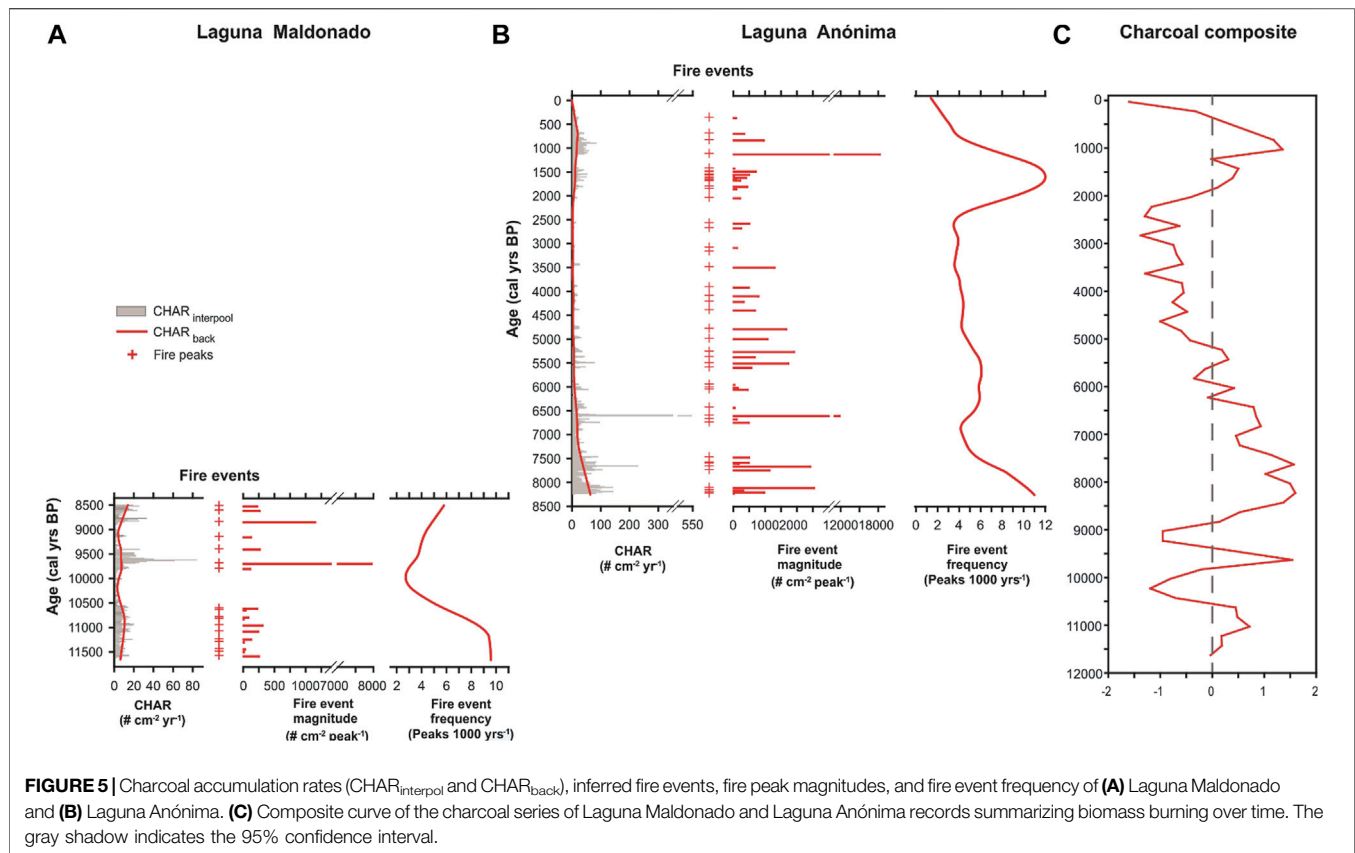 A Laguna Maldonado B Laguna Anónima C Charcoal composite
Fire events
CHAR interpool
CHAR back
Fire peaks
Fire events
Age (cal yrs BP)
8500
9000
9500
10000
10500
11000
11500
0 20 40 60 80
0 500 1000 7000 8000
2 4 6 8 10
CHAR
(# cm-2 yr-1)
Fire event
magnitude
(# cm-2 peak-1)
Fire event
frequency
(Peaks 1000 yrs-1)
Age (cal yrs BP)
0
500
1000
1500
2000
2500
3000
3500
4000
4500
5000
5500
6000
6500
7000
7500
8000
8500
0 100 200 300 550
0 1000 2000 12000 18000
0 2 4 6 8 10 12
CHAR
(# cm-2 yr-1)
Fire event
magnitude
(# cm-2 peak-1)
Fire event
frequency
(Peaks 1000 yrs-1)
0
1000
2000
3000
4000
5000
6000
7000
8000
9000
10000
11000
12000
-2 -1 0 1 2
FIGURE 5 | Charcoal accumulation rates (CHARinterpol and CHARback), inferred fire events, fire peak magnitudes, and fire event frequency of (A) Laguna Maldonado
and (B) Laguna Anónima. (C) Composite curve of the charcoal series of Laguna Maldonado and Laguna Anónima records summarizing biomass burning over time. The
gray shadow indicates the 95% confidence interval.